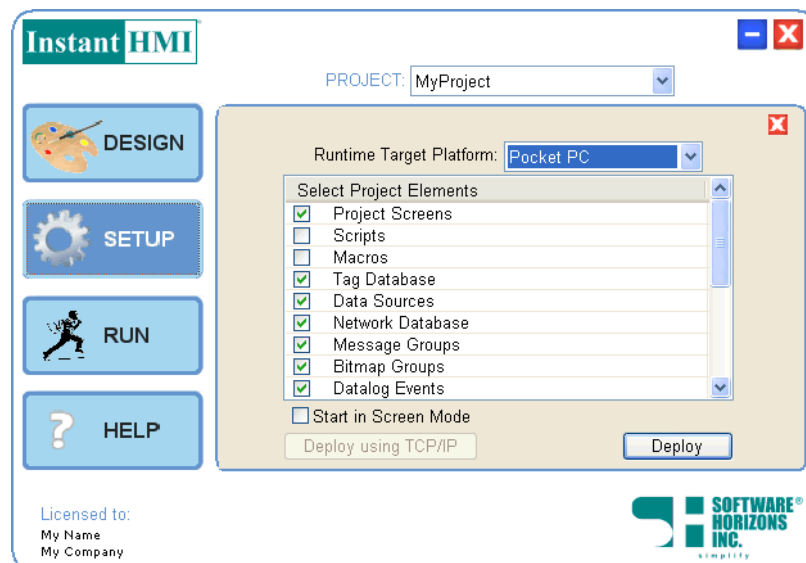 Instant HMI
PROJECT: MyProject
DESIGN
SETUP
RUN
HELP
Runtime Target Platform: Pocket PC
Select Project Elements
Project Screens
Scripts
Macros
Tag Database
Data Sources
Network Database
Message Groups
Bitmap Groups
Datalog Events
Start in Screen Mode
Deploy using TCP/IP
Deploy
Licensed to:
My Name
My Company
SOFTWARE®
HORIZONS
INC.
simplify